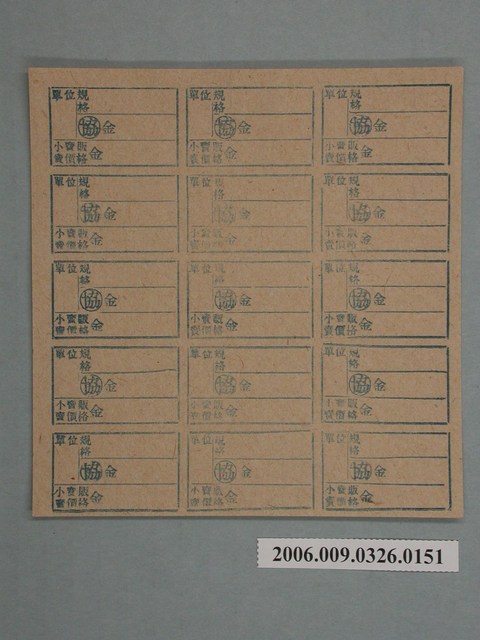 單位規
格
協 金
小賣販
賣價格 金
單位規
格
協 金
小賣販
賣價格 金
單位規
格
協 金
小賣販
賣價格 金
單位規
格
協 金
小賣販
賣價格 金
單位規
格
協 金
小賣販
賣價格 金
單位規
格
協 金
小賣販
賣價格 金
單位規
格
協 金
小賣販
賣價格 金
單位規
格
協 金
小賣販
賣價格 金
單位規
格
協 金
小賣販
賣價格 金
單位規
格
協 金
小賣販
賣價格 金
單位規
格
協 金
小賣販
賣價格 金
單位規
格
協 金
小賣販
賣價格 金
單位規
格
協 金
小賣販
賣價格 金
單位規
格
協 金
小賣販
賣價格 金
單位規
格
協 金
小賣販
賣價格 金
2006.009.0326.0151